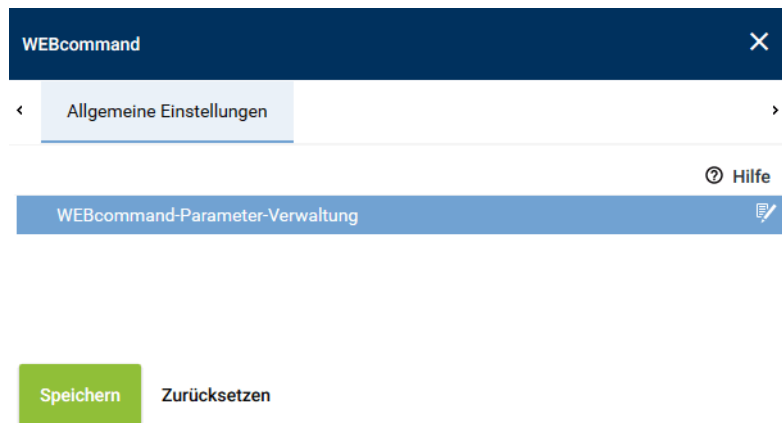 WEBcommand
Allgemeine Einstellungen
Hilfe
WEBcommand-Parameter-Verwaltung
Speichern Zurücksetzen